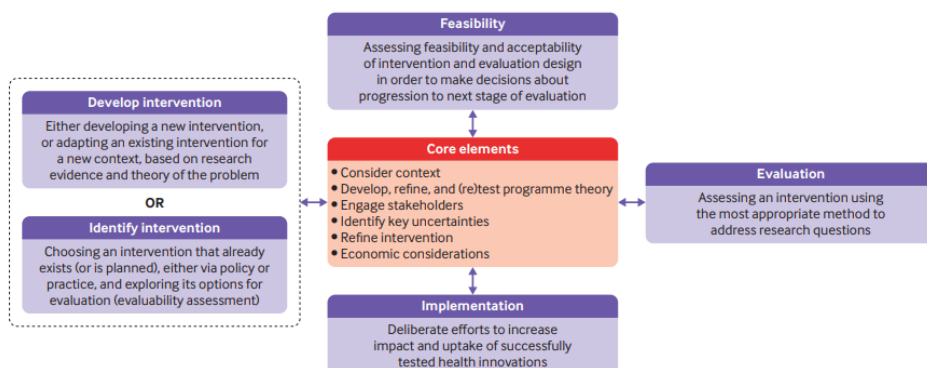 Feasibility
Assessing feasibility and acceptability
of intervention and evaluation design
in order to make decisions about
progression to next stage of evaluation
Develop intervention
Either developing a new intervention,
or adapting an existing intervention for
a new context, based on research
evidence and theory of the problem
OR
Identify intervention
Choosing an intervention that already
exists (or is planned), either via policy or
practice, and exploring its options for
evaluation (evaluability assessment)
Core elements
• Consider context
• Develop, refine, and (re)test programme theory
• Engage stakeholders
• Identify key uncertainties
• Refine intervention
• Economic considerations
Evaluation
Assessing an intervention using
the most appropriate method to
address research questions
Implementation
Deliberate efforts to increase
impact and uptake of successfully
tested health innovations